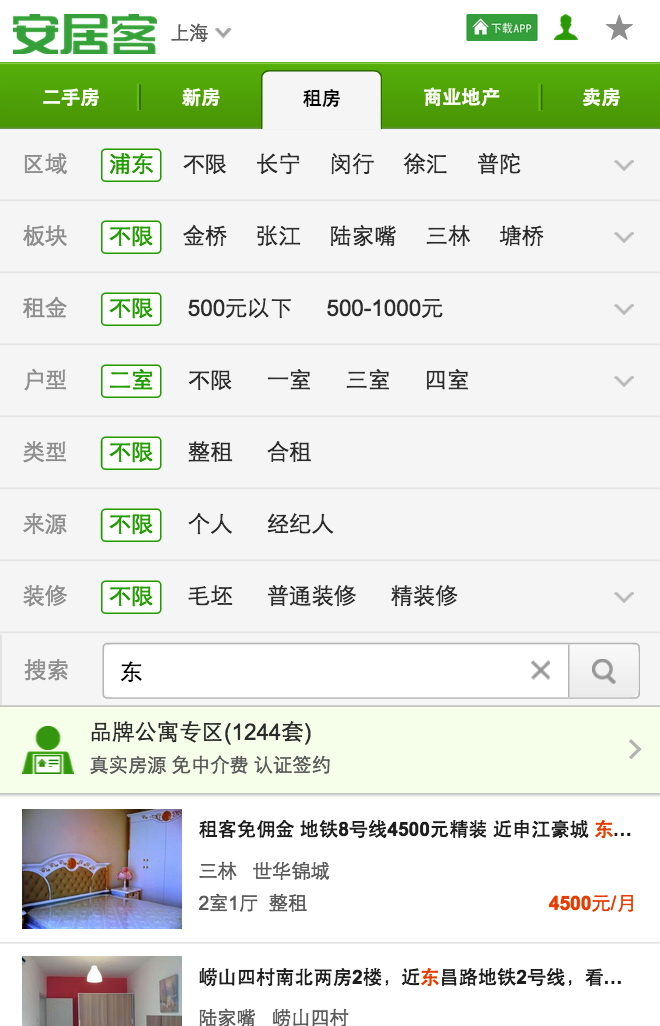 安居客 上海 下载APP
二手房 新房 租房 商业地产 卖房
区域 浦东 不限 长宁 闵行 徐汇 普陀
板块 不限 金桥 张江 陆家嘴 三林 塘桥
租金 不限 500元以下 500-1000元
户型 二室 不限 一室 三室 四室
类型 不限 整租 合租
来源 不限 个人 经纪人
装修 不限 毛坯 普通装修 精装修
搜索 东
品牌公寓专区(1244套)
真实房源 免中介费 认证签约
租客免佣金 地铁8号线4500元精装 近申江豪城 东...
三林 世华锦城
2室1厅 整租 4500元/月
崂山四村南北两房2楼，近东昌路地铁2号线，看...
陆家嘴 崂山四村